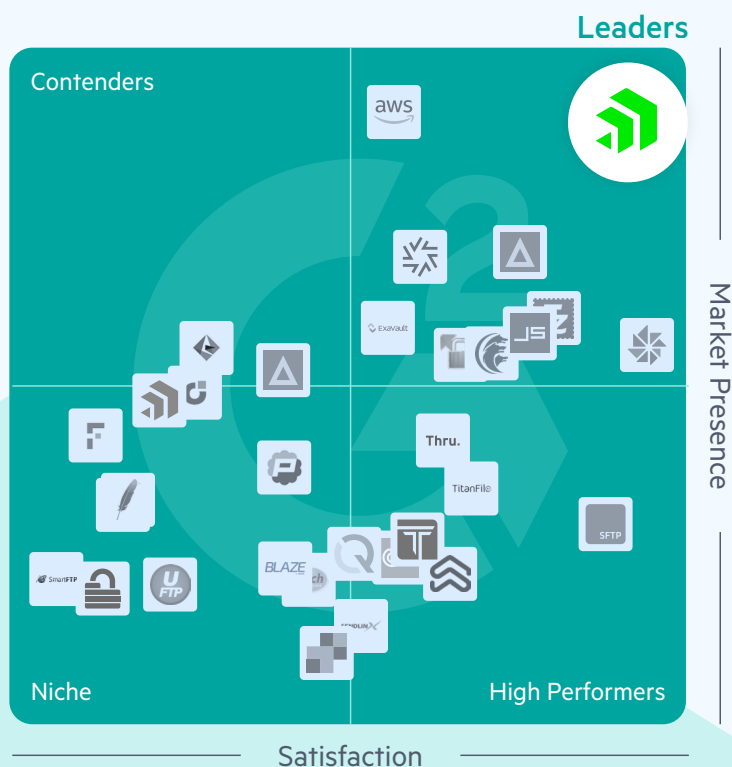 Leaders
Contenders
aws
Exavault
JS
Market Presence
F
Thru.
P
TitanFile
SFTP
BLAZE
SmartFTP
U
FTP
Niche
High Performers
Satisfaction